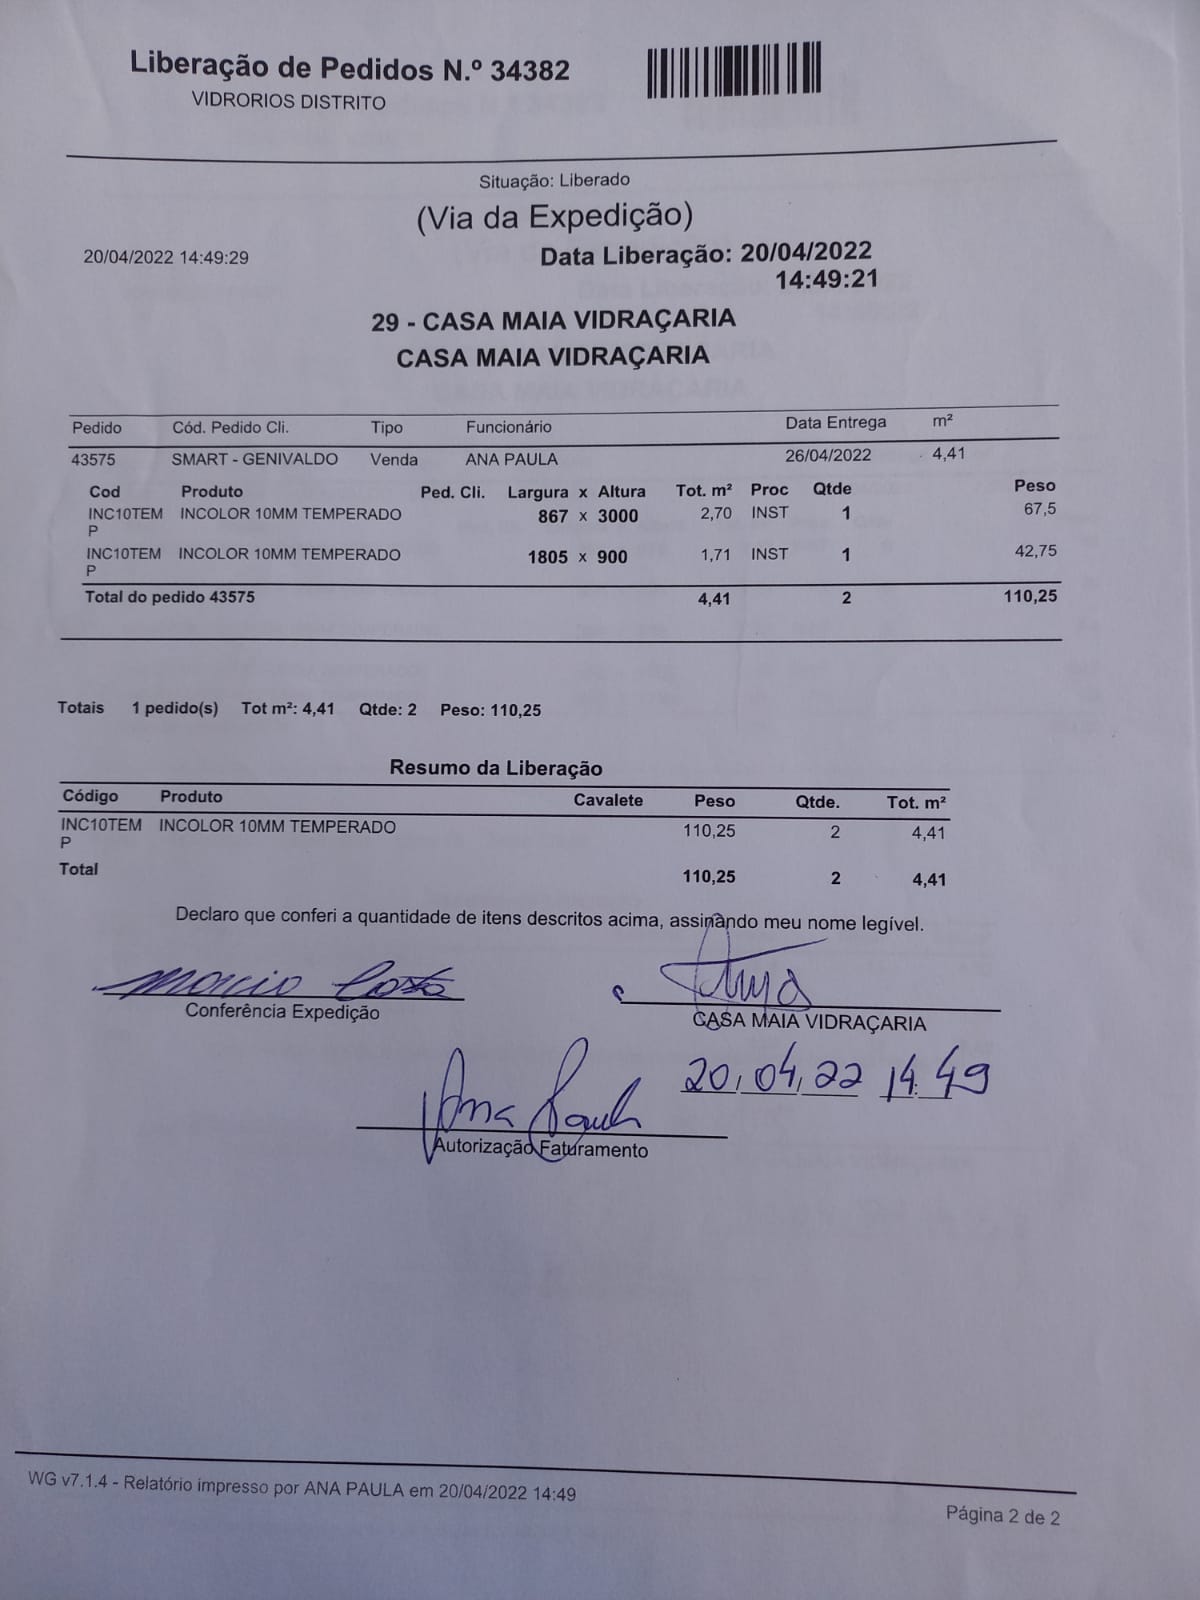 Liberação de Pedidos N.º 34382
VIDRORIOS DISTRITO
Situação: Liberado
(Via da Expedição)
20/04/2022 14:49:29 Data Liberação: 20/04/2022
14:49:21
29 - CASA MAIA VIDRAÇARIA
CASA MAIA VIDRAÇARIA
Pedido Cód. Pedido Cli. Tipo Funcionário Data Entrega m²
43575 SMART - GENIVALDO Venda ANA PAULA 26/04/2022 4,41
Cod Produto Ped. Cli. Largura x Altura Tot. m² Proc Qtde Peso
INC10TEM INCOLOR 10MM TEMPERADO 867 x 3000 2,70 INST 1 67,5
P
INC10TEM INCOLOR 10MM TEMPERADO 1805 x 900 1,71 INST 1 42,75
P
Total do pedido 43575 4,41 2 110,25
Totais 1 pedido(s) Tot m²: 4,41 Qtde: 2 Peso: 110,25
Resumo da Liberação
Código Produto Cavalete Peso Qtde. Tot. m²
INC10TEM INCOLOR 10MM TEMPERADO 110,25 2 4,41
P
Total 110,25 2 4,41
Declaro que conferi a quantidade de itens descritos acima, assinando meu nome legível.
Marcio Costa
Conferência Expedição CASA MAIA VIDRAÇARIA
20/04/22 14:49
Ana Paula
Autorização Faturamento
WG v7.1.4 - Relatório impresso por ANA PAULA em 20/04/2022 14:49
Página 2 de 2